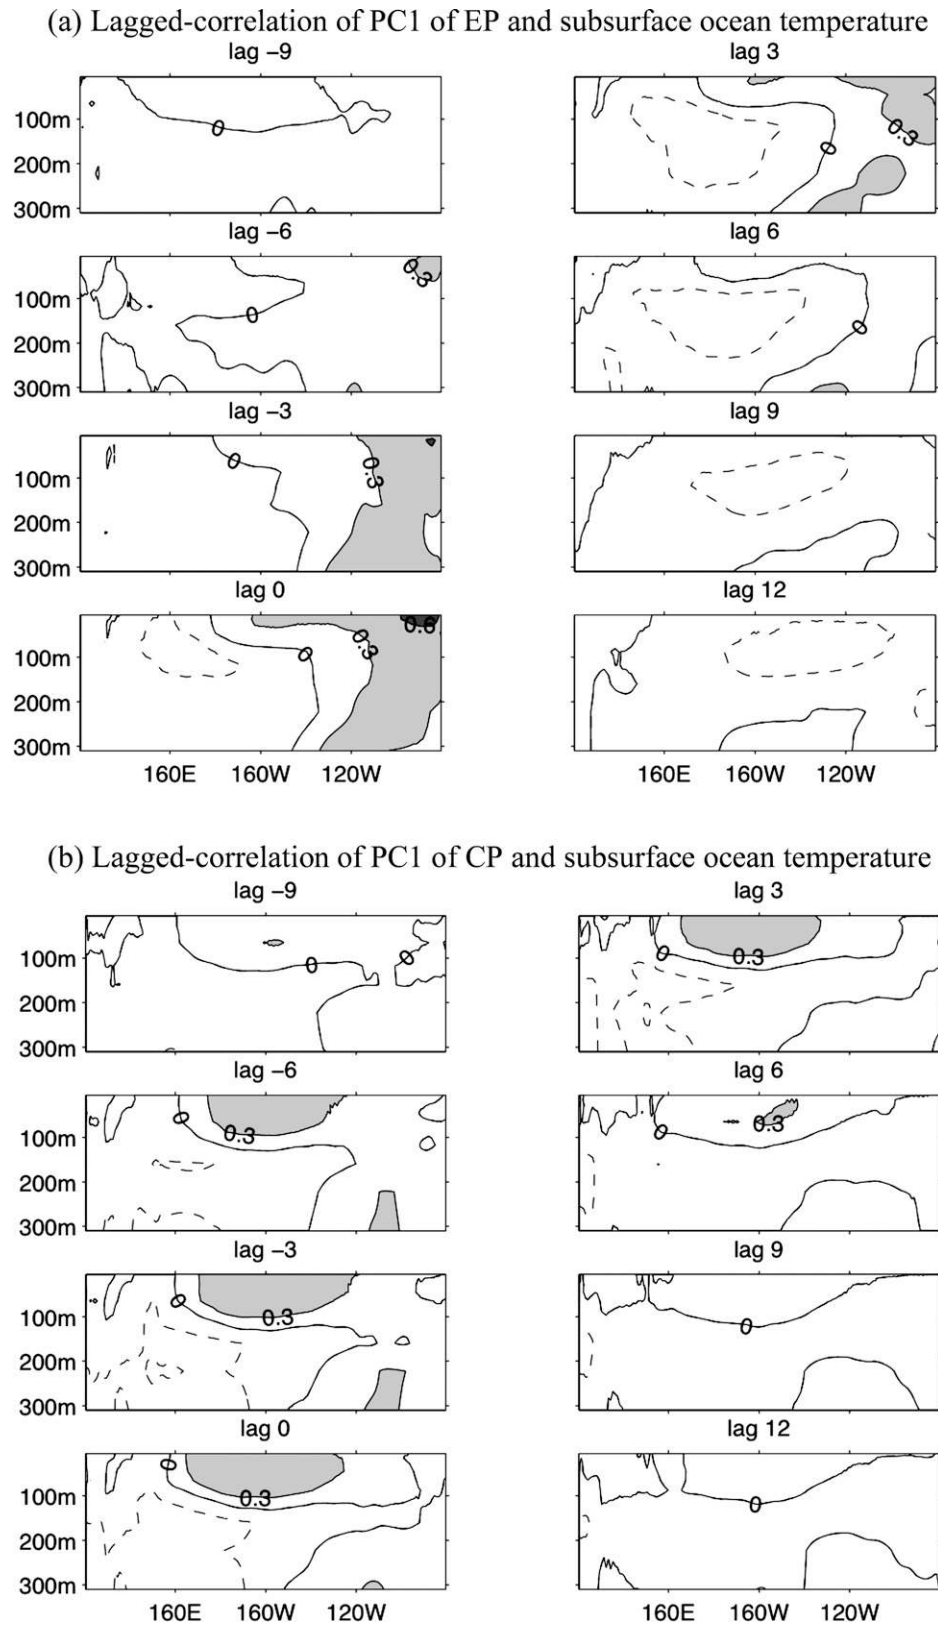 (a) Lagged-correlation of PC1 of EP and subsurface ocean temperature
lag −9
100m
200m
300m
0
lag 3
0
0.3
lag −6
100m
200m
300m
0
0.3
lag 6
0
lag −3
100m
200m
300m
0
0.3
lag 9
lag 0
100m
200m
300m
0
0.3
0.6
160E 160W 120W
lag 12
160E 160W 120W
(b) Lagged-correlation of PC1 of CP and subsurface ocean temperature
lag −9
100m
200m
300m
0
0
lag 3
0
0.3
lag −6
100m
200m
300m
0
0.3
lag 6
0
0.3
lag −3
100m
200m
300m
0
0.3
lag 9
0
lag 0
100m
200m
300m
0
0.3
160E 160W 120W
lag 12
0
160E 160W 120W